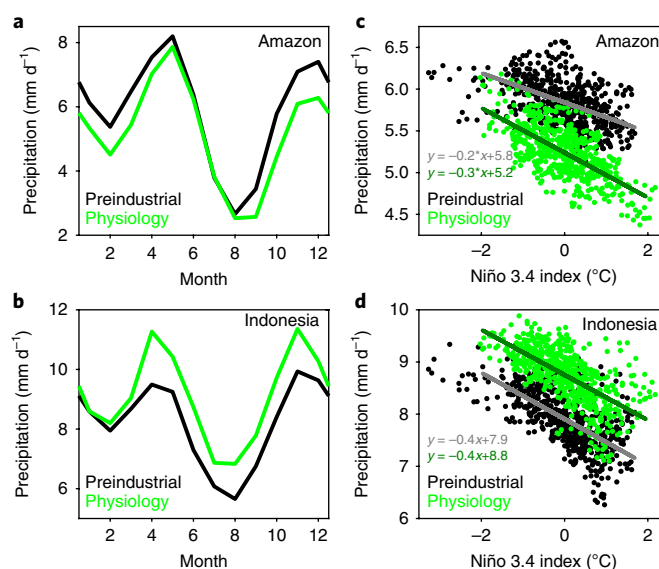 a
Amazon
8
6
4
2
Precipitation (mm d⁻¹)
Preindustrial
Physiology
0 2 4 6 8 10 12
Month
c
Amazon
6.5
6.0
5.5
5.0
4.5
Precipitation (mm d⁻¹)
y = −0.2*x+5.8
y = −0.3*x+5.2
Preindustrial
Physiology
−2 0 2
Niño 3.4 index (°C)
b
Indonesia
12
10
8
6
Precipitation (mm d⁻¹)
Preindustrial
Physiology
0 2 4 6 8 10 12
Month
d
Indonesia
10
9
8
7
6
Precipitation (mm d⁻¹)
y = −0.4x+7.9
y = −0.4x+8.8
Preindustrial
Physiology
−2 0 2
Niño 3.4 index (°C)